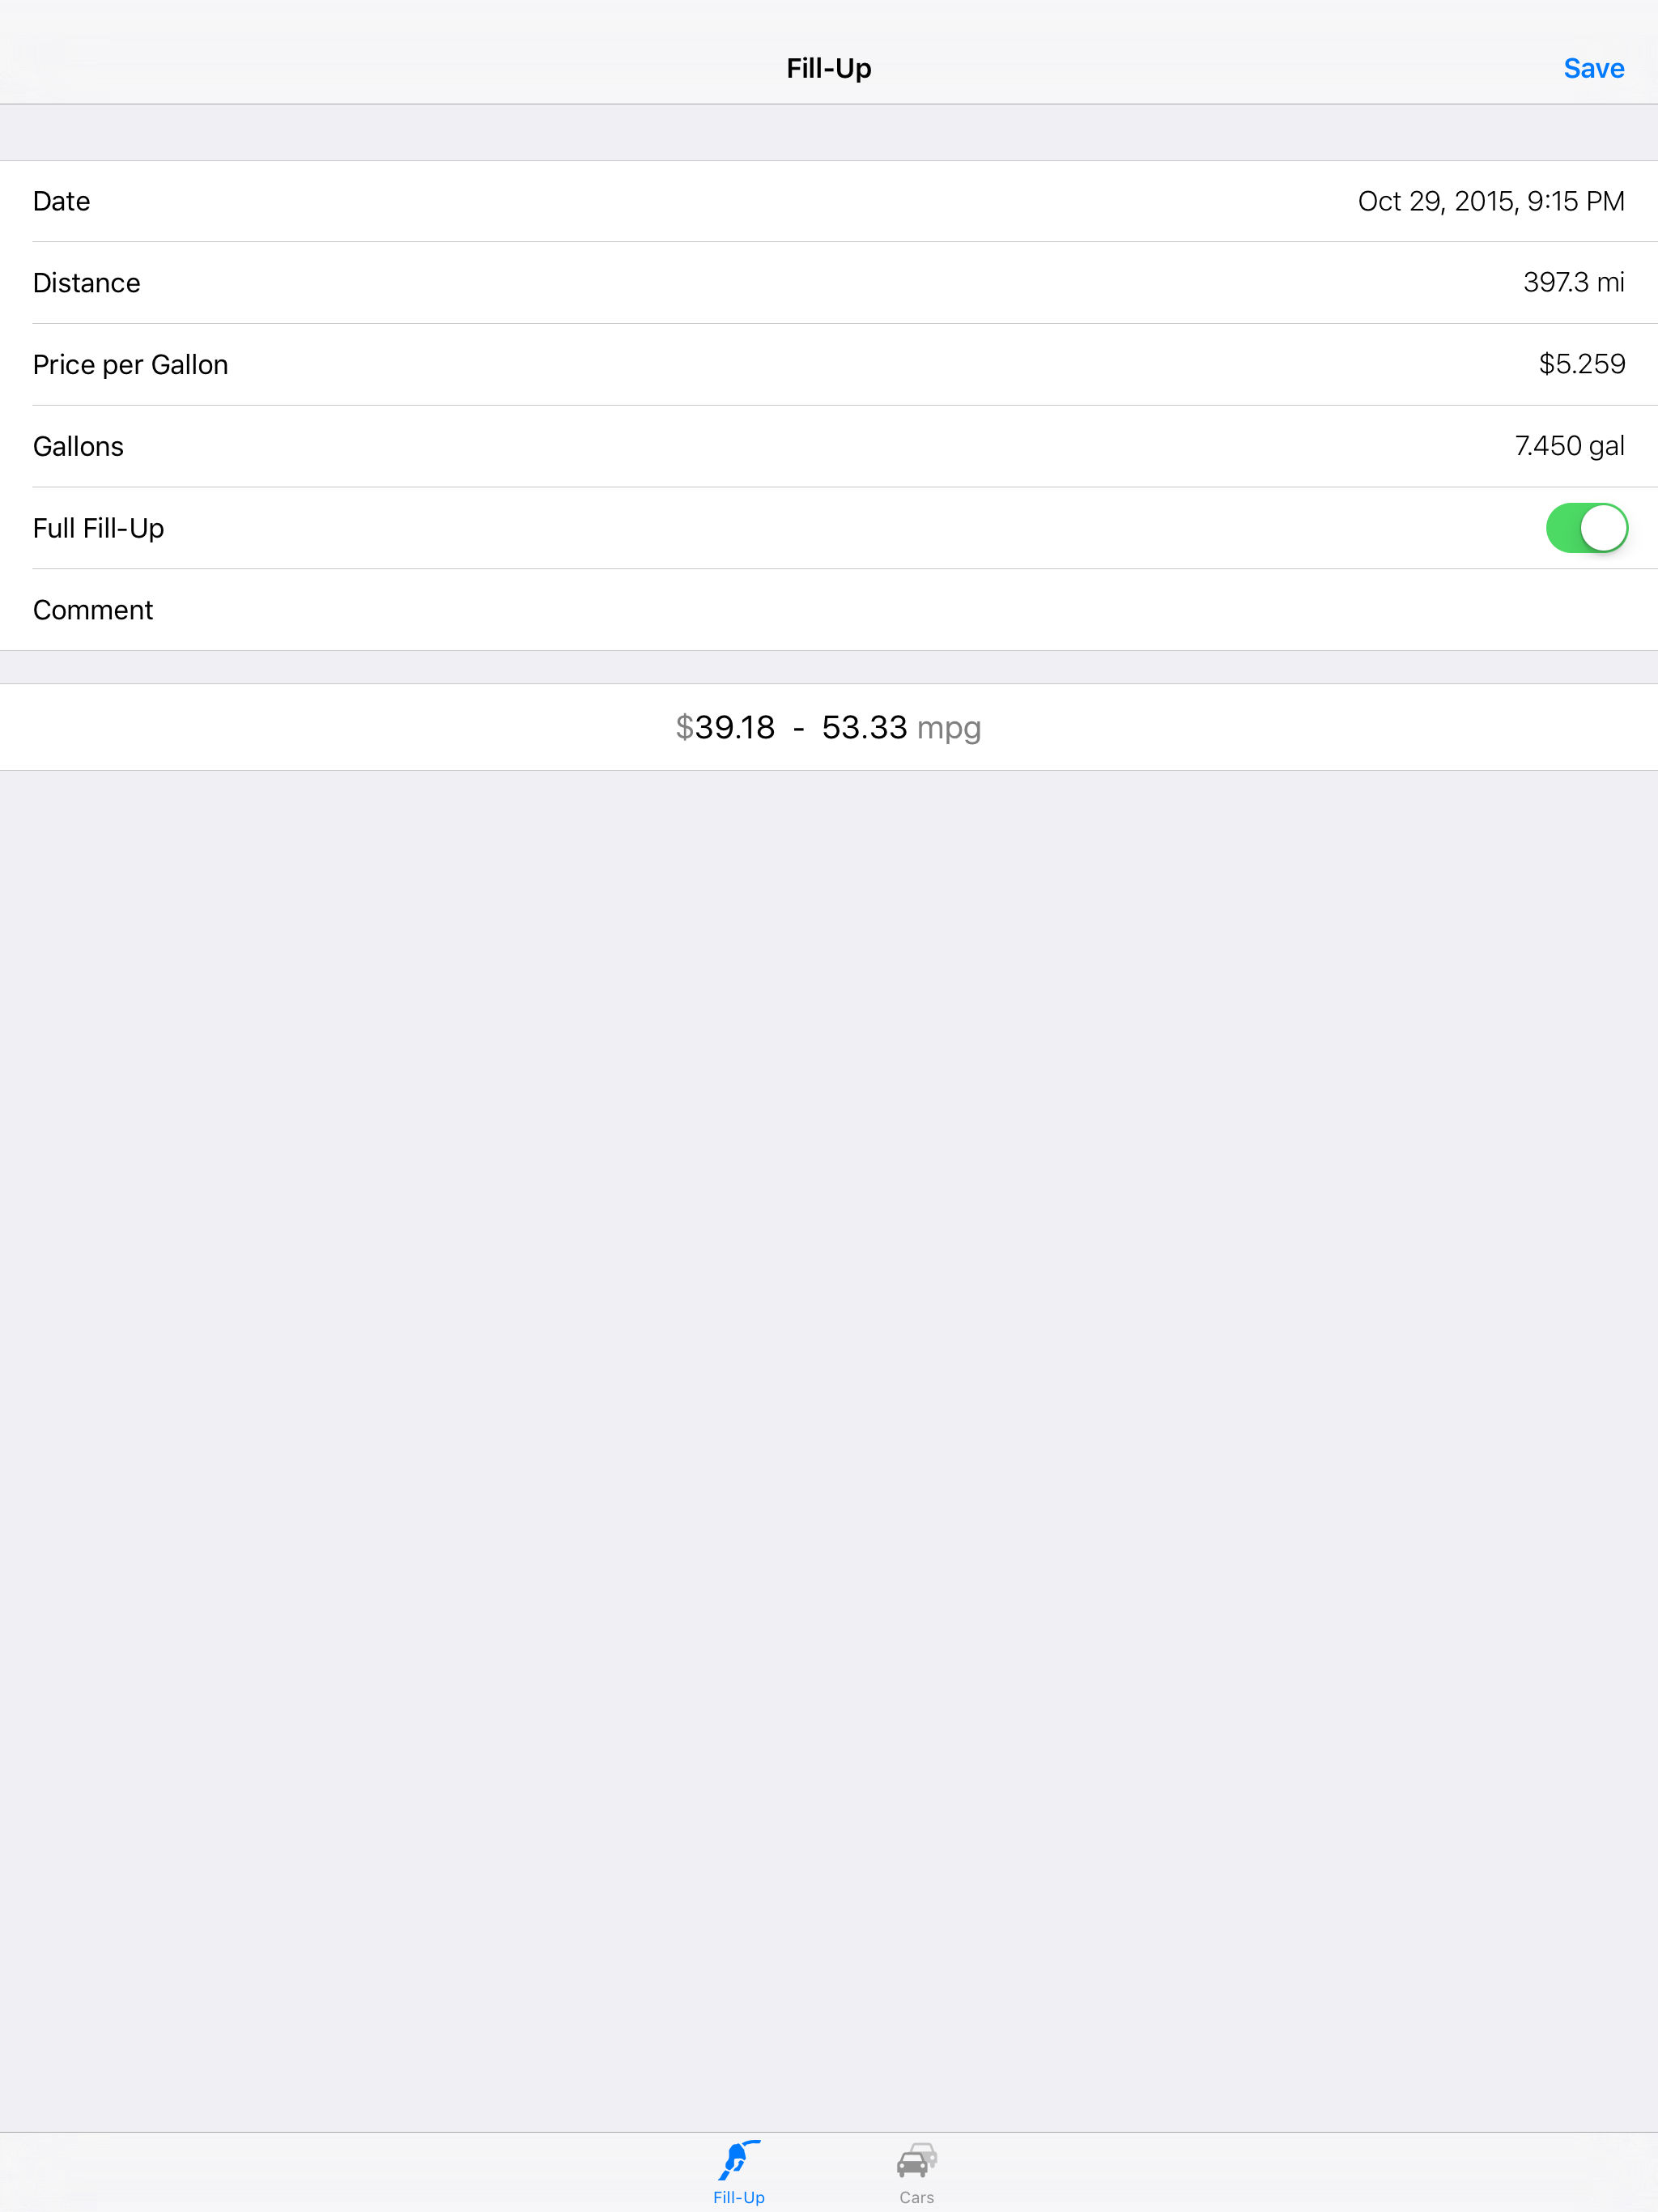 Fill-Up Save
Date Oct 29, 2015, 9:15 PM
Distance 397.3 mi
Price per Gallon $5.259
Gallons 7.450 gal
Full Fill-Up
Comment
$39.18 - 53.33 mpg
Fill-Up Cars